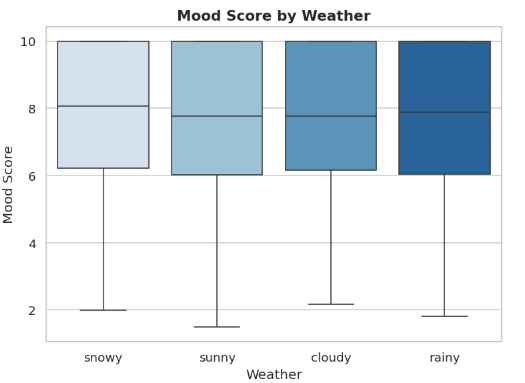 Mood Score by Weather
Mood Score
10
8
6
4
2
snowy sunny cloudy rainy
Weather